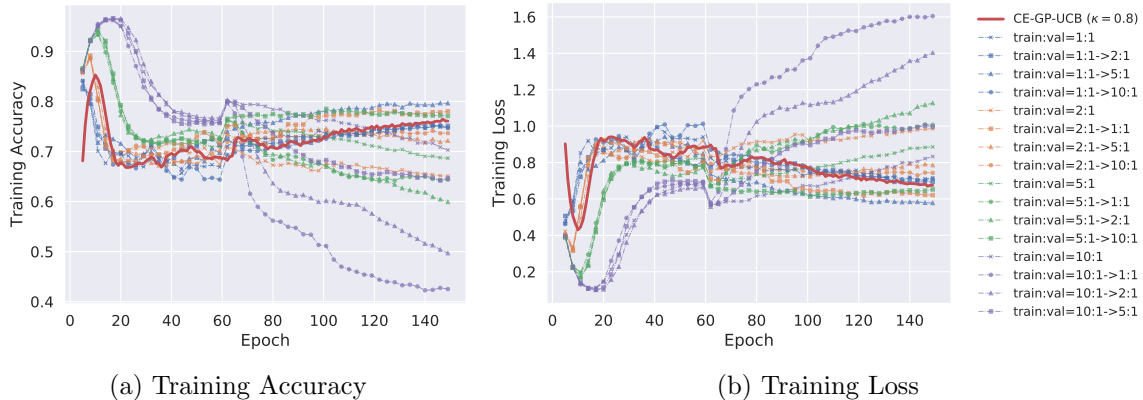 0.9
0.8
0.7
0.6
0.5
0.4
Training Accuracy
0 20 40 60 80 100 120 140
Epoch
(a) Training Accuracy
1.6
1.4
1.2
1.0
0.8
0.6
0.4
0.2
Training Loss
0 20 40 60 80 100 120 140
Epoch
(b) Training Loss
CE-GP-UCB (κ = 0.8)
train:val=1:1
train:val=1:1->2:1
train:val=1:1->5:1
train:val=1:1->10:1
train:val=2:1
train:val=2:1->1:1
train:val=2:1->5:1
train:val=2:1->10:1
train:val=5:1
train:val=5:1->1:1
train:val=5:1->2:1
train:val=5:1->10:1
train:val=10:1
train:val=10:1->1:1
train:val=10:1->2:1
train:val=10:1->5:1